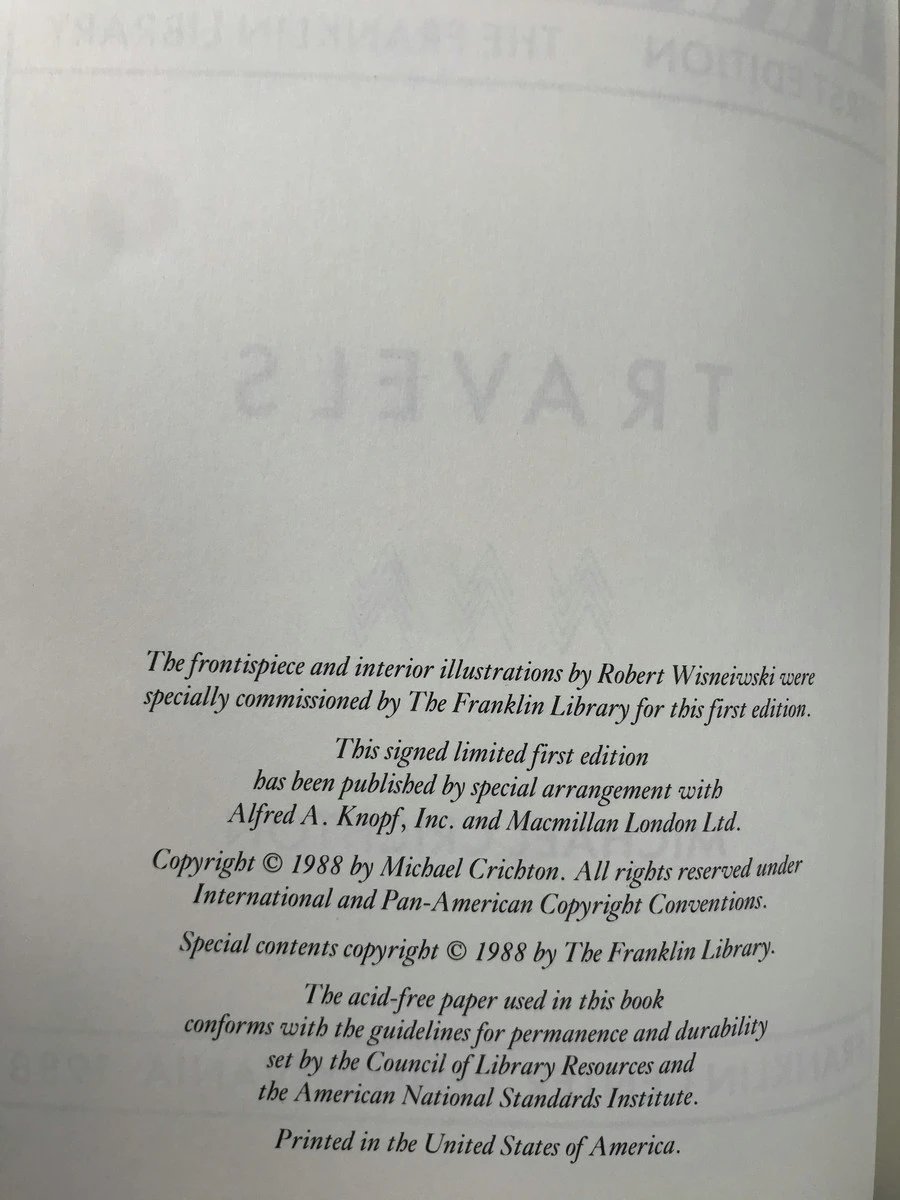 THE FRANKLIN LIBRARY
EDITION
TRAVELS
The frontispiece and interior illustrations by Robert Wisneiwski were
specially commissioned by The Franklin Library for this first edition.
This signed limited first edition
has been published by special arrangement with
Alfred A. Knopf, Inc. and Macmillan London Ltd.
Copyright © 1988 by Michael Crichton. All rights reserved under
International and Pan-American Copyright Conventions.
Special contents copyright © 1988 by The Franklin Library.
The acid-free paper used in this book
conforms with the guidelines for permanence and durability
set by the Council of Library Resources and
the American National Standards Institute.
Printed in the United States of America.